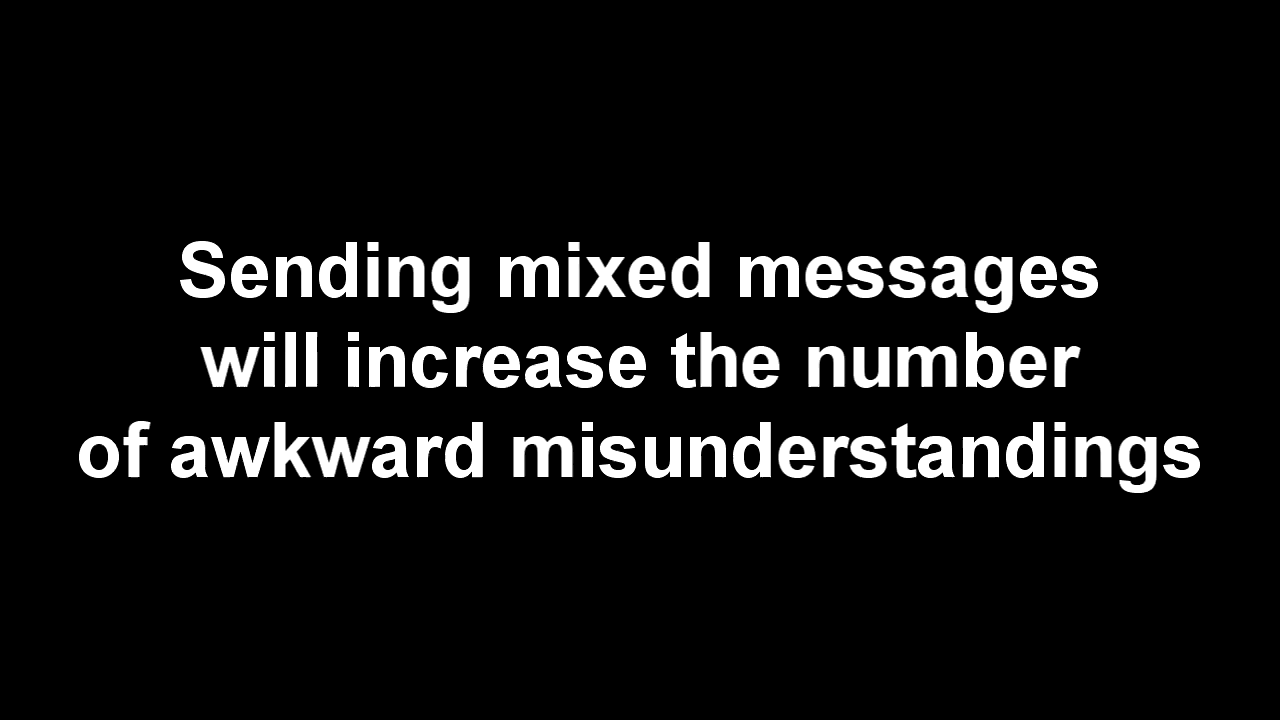 Sending mixed messages
will increase the number
of awkward misunderstandings